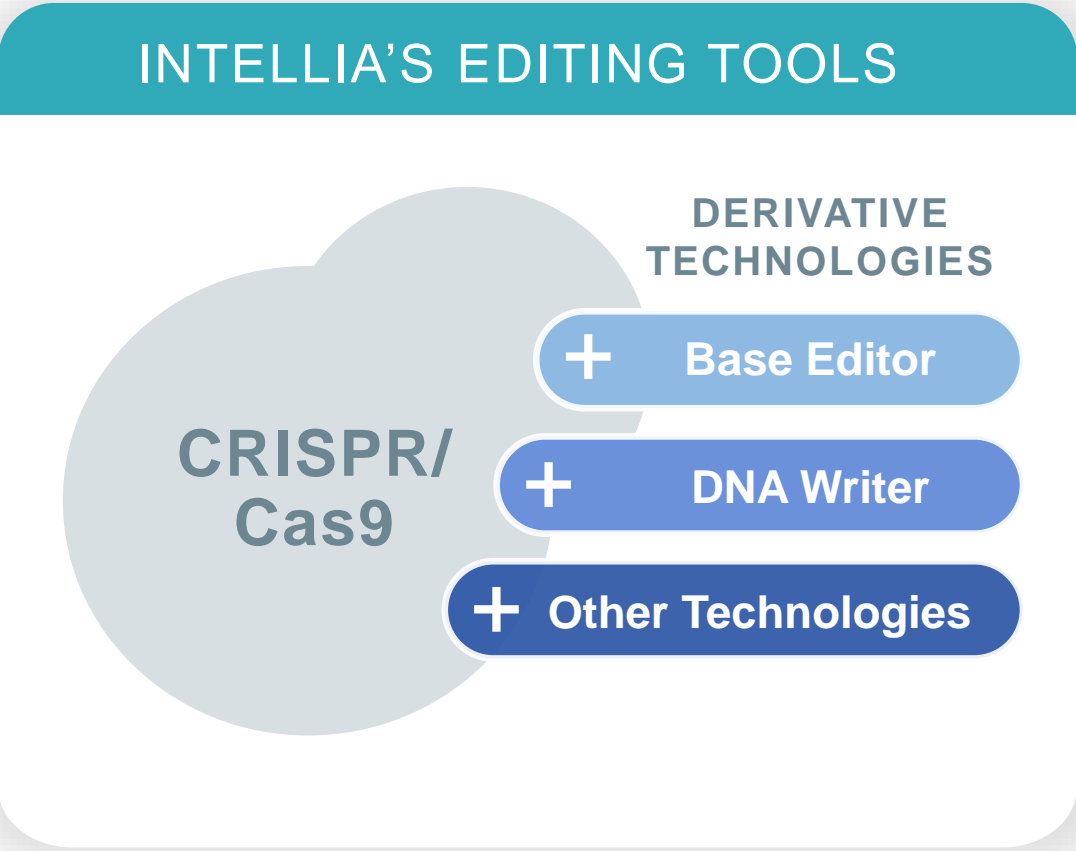 INTELLIA’S EDITING TOOLS
DERIVATIVE
TECHNOLOGIES
+ Base Editor
CRISPR/
Cas9
+ DNA Writer
+ Other Technologies